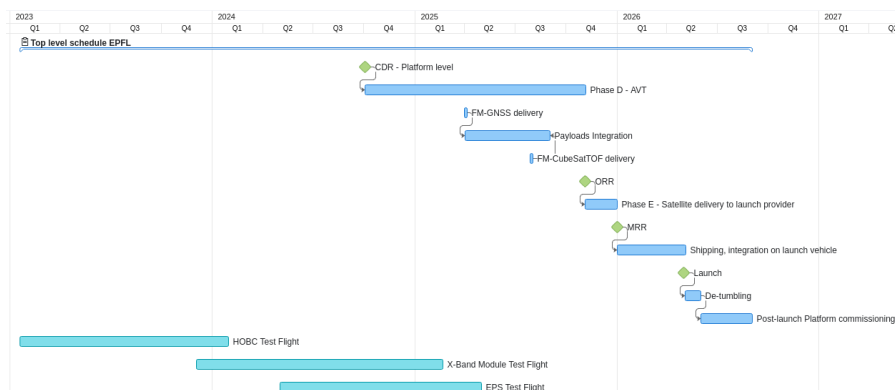 2023 2024 2025 2026 2027
Q1 Q2 Q3 Q4 Q1 Q2 Q3 Q4 Q1 Q2 Q3 Q4 Q1 Q2 Q3 Q4 Q1
Top level schedule EPFL
CDR - Platform level
Phase D - AVT
FM-GNSS delivery
Payloads Integration
FM-CubeSatTOF delivery
ORR
Phase E - Satellite delivery to launch provider
MRR
Shipping, integration on launch vehicle
Launch
De-tumbling
Post-launch Platform commissioning
HOBC Test Flight
X-Band Module Test Flight
EPS Test Flight